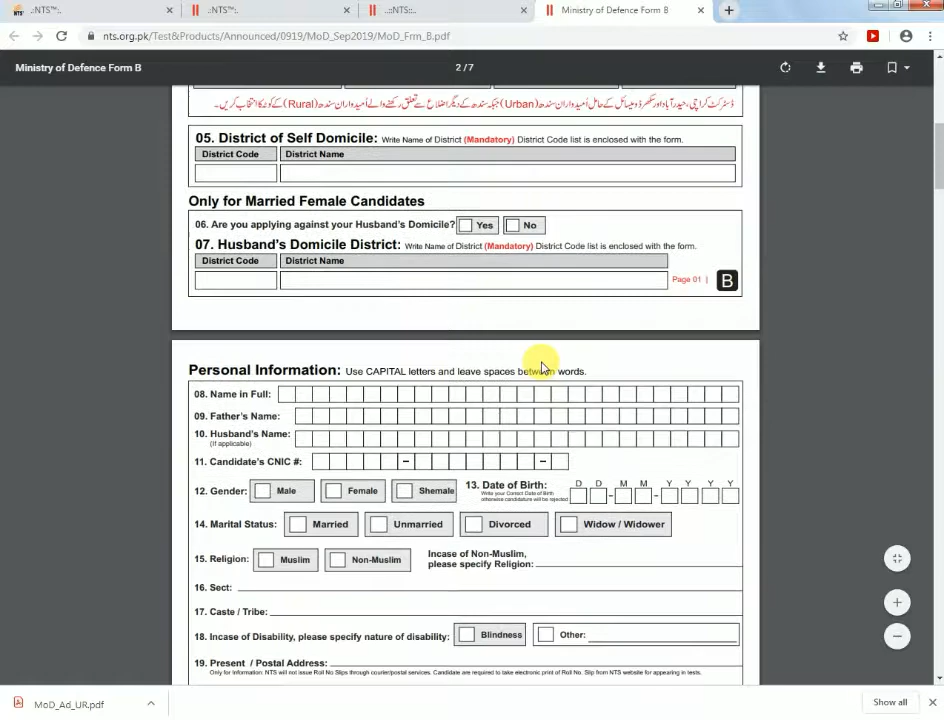 .:NTS™:.
.:NTS™:.
.::NTS::.
Ministry of Defence Form B
nts.org.pk/Test&Products/Announced/0919/MoD_Sep2019/MoD_Frm_B.pdf
Ministry of Defence Form B
2/7
ڈسٹرکٹ کراچی، حیدرآباد اور سکھر ڈومیسائل کے حامل اُمیدواران سندھ (Urban) جبکہ سندھ کے دیگر اضلاع سے تعلق رکھنے والے اُمیدواران سندھ (Rural) کے کوٹہ کا انتخاب کریں۔
05. District of Self Domicile: Write Name of District (Mandatory) District Code list is enclosed with the form.
District Code District Name
Only for Married Female Candidates
06. Are you applying against your Husband's Domicile? Yes No
07. Husband's Domicile District: Write Name of District (Mandatory) District Code list is enclosed with the form.
District Code District Name
Page 01 | B
Personal Information: Use CAPITAL letters and leave spaces between words.
08. Name in Full:
09. Father's Name:
10. Husband's Name:
(If applicable)
11. Candidate's CNIC #: – –
12. Gender: Male Female Shemale 13. Date of Birth: D D M M Y Y Y Y
Write your Correct Date of Birth
otherwise candidature will be rejected - -
14. Marital Status: Married Unmarried Divorced Widow / Widower
15. Religion: Muslim Non-Muslim Incase of Non-Muslim,
please specify Religion:
16. Sect:
17. Caste / Tribe:
18. Incase of Disability, please specify nature of disability: Blindness Other:
19. Present / Postal Address:
Only for Information: NTS will not issue Roll No Slips through courier/postal services. Candidate are required to take electronic print of Roll No. Slip from NTS website for appearing in tests.
MoD_Ad_UR.pdf
Show all